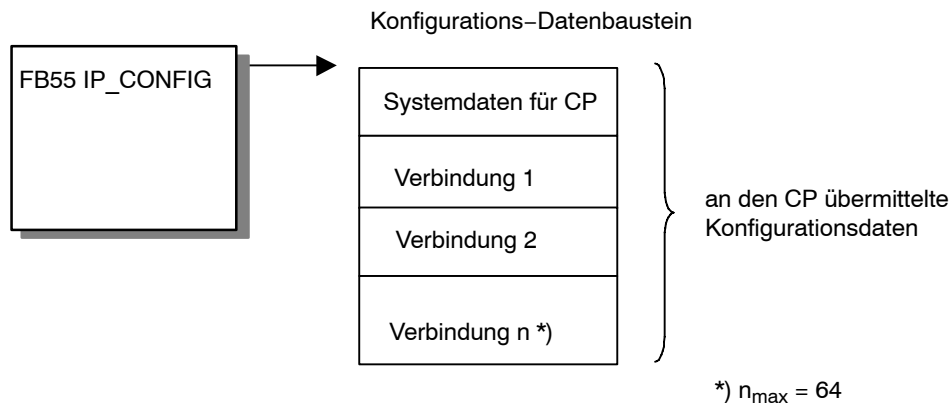 Konfigurations–Datenbaustein
FB55 IP_CONFIG
Systemdaten für CP
Verbindung 1
Verbindung 2
Verbindung n *)
an den CP übermittelte
Konfigurationsdaten
*) nmax = 64